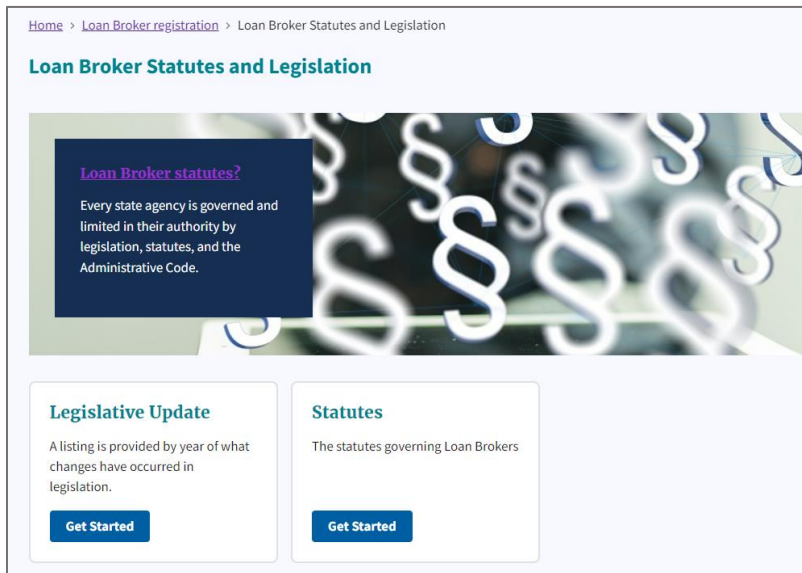 Home > Loan Broker registration > Loan Broker Statutes and Legislation
Loan Broker Statutes and Legislation
Loan Broker statutes?
Every state agency is governed and
limited in their authority by
legislation, statutes, and the
Administrative Code.
Legislative Update
A listing is provided by year of what
changes have occurred in
legislation.
Get Started
Statutes
The statutes governing Loan Brokers
Get Started